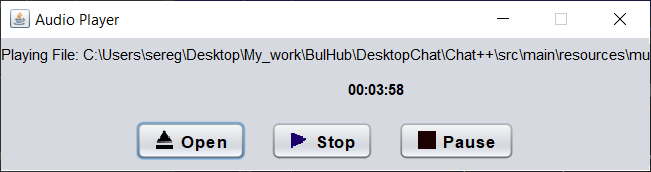 Audio Player
Playing File: C:\Users\sereg\Desktop\My_work\BulHub\DesktopChat\Chat++\src\main\resources\mu
00:03:58
Open Stop Pause